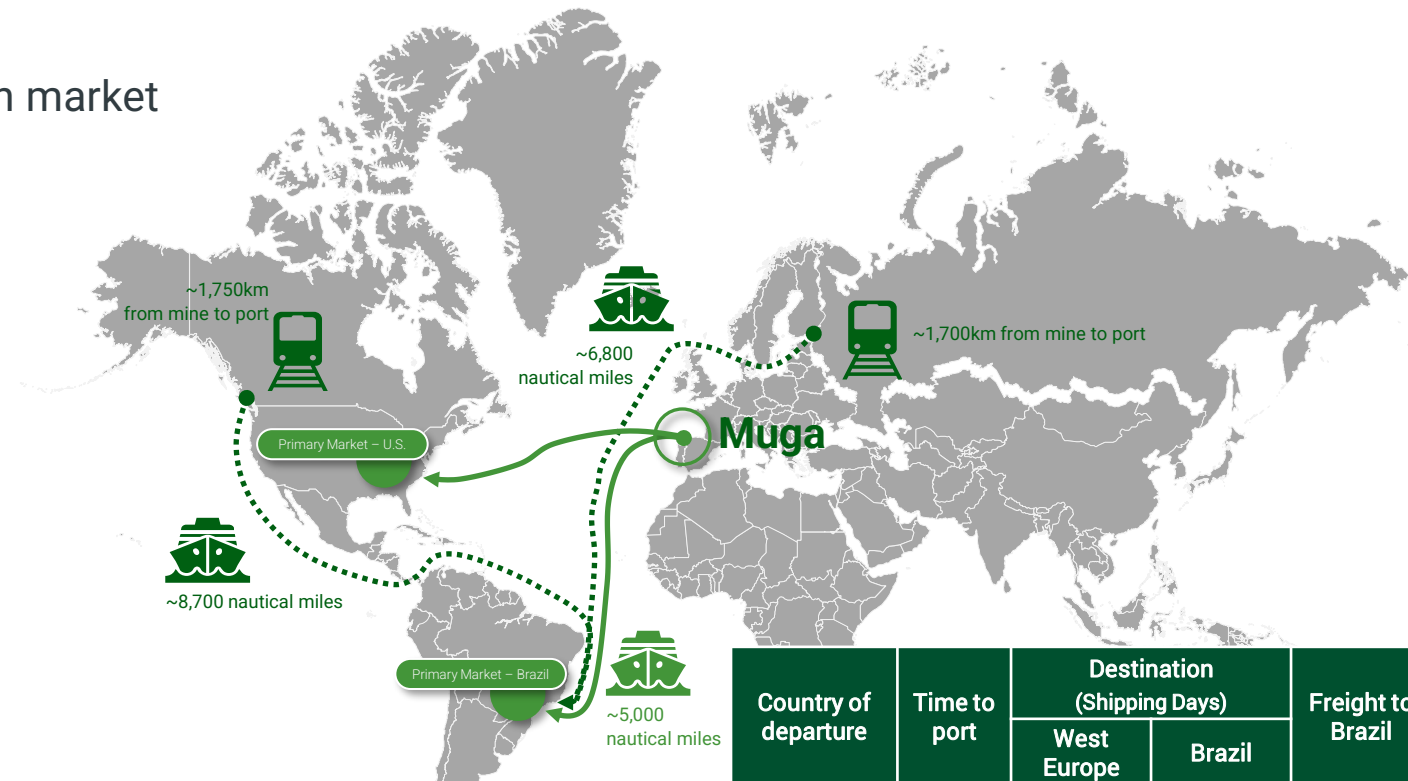 n market
~1,750km
from mine to port
~6,800
nautical miles
~1,700km from mine to port
Muga
Primary Market – U.S.
~8,700 nautical miles
Primary Market – Brazil
~5,000
nautical miles
Country of
departure
Time to
port
Destination
(Shipping Days)
West
Europe
Brazil
Freight to
Brazil